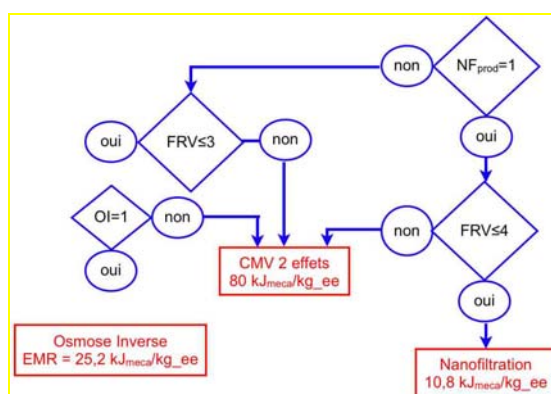 non
NFprod=1
oui
FRV≤3
non
oui
OI=1
non
non
FRV≤4
CMV 2 effets
80 kJmeca/kg_ee
oui
oui
Osmose Inverse
EMR = 25,2 kJmeca/kg_ee
Nanofiltration
10,8 kJmeca/kg_ee